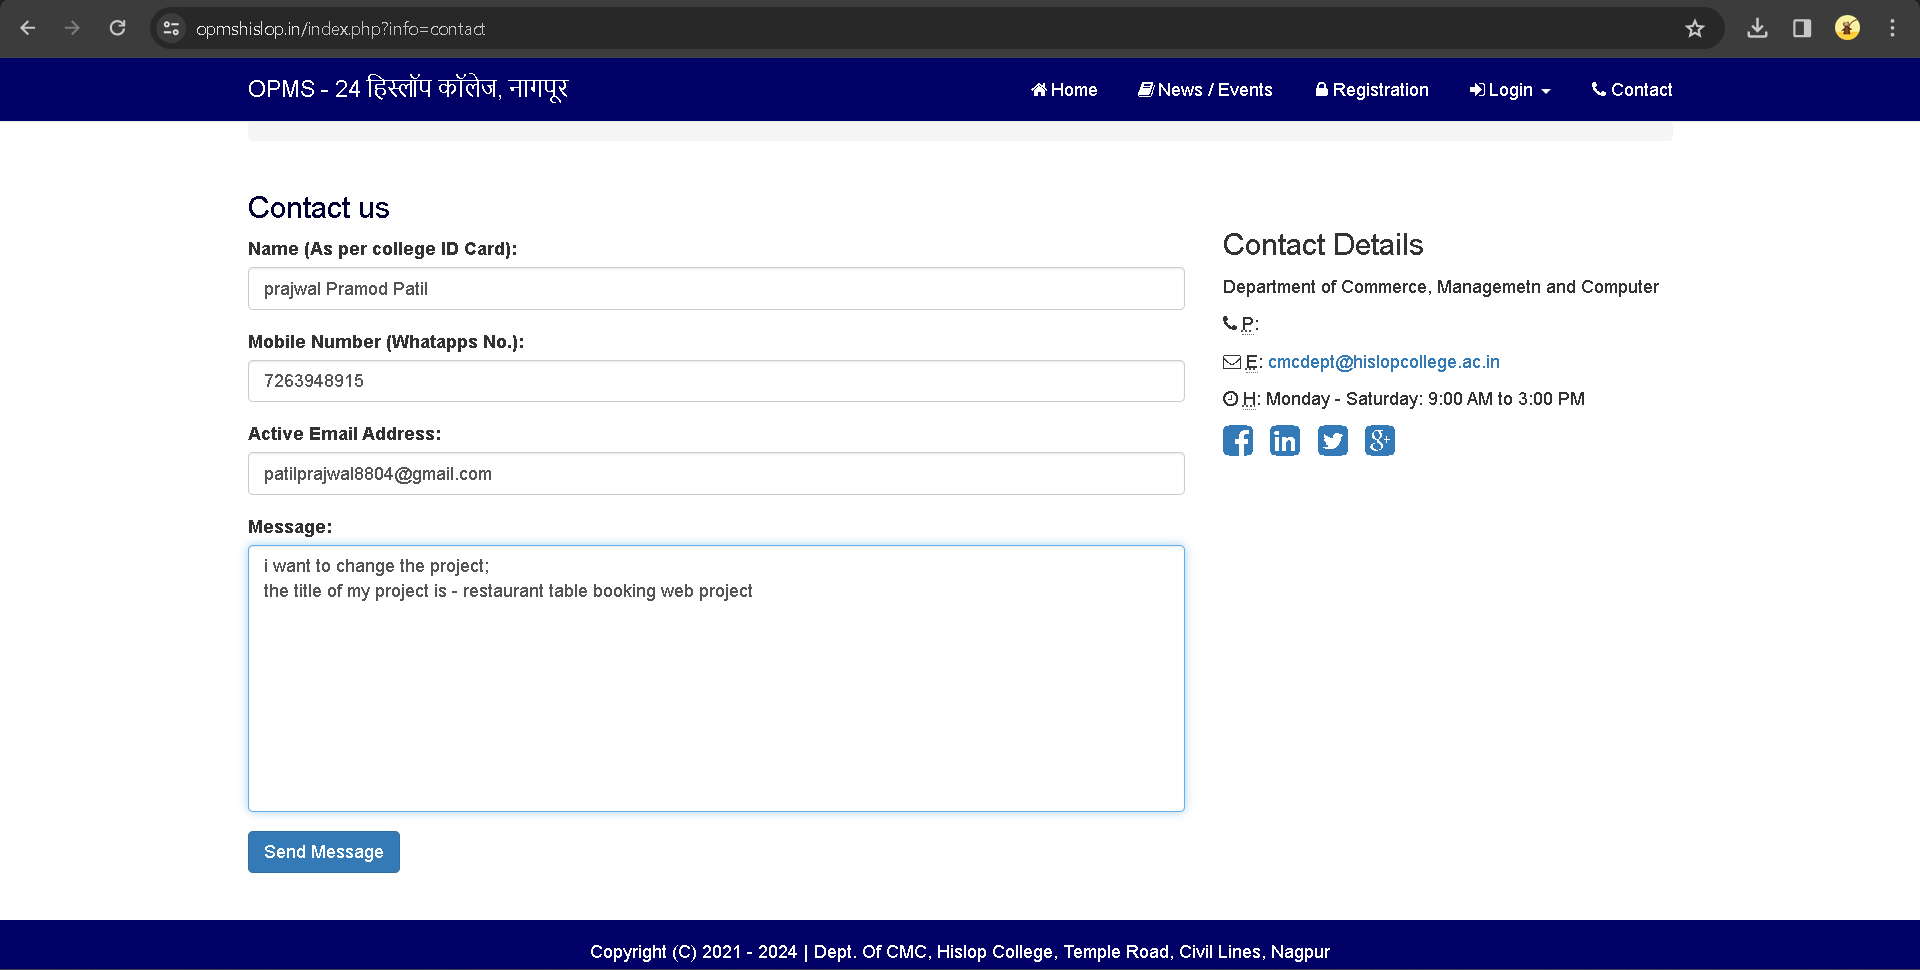 opmshislop.in/index.php?info=contact
OPMS - 24 हिस्लॉप कॉलेज, नागपूर
Home
News / Events
Registration
Login
Contact
Contact us
Name (As per college ID Card):
prajwal Pramod Patil
Mobile Number (Whatapps No.):
7263948915
Active Email Address:
patilprajwal8804@gmail.com
Message:
i want to change the project;
the title of my project is - restaurant table booking web project
Send Message
Contact Details
Department of Commerce, Managemetn and Computer
P:
E: cmcdept@hislopcollege.ac.in
H: Monday - Saturday: 9:00 AM to 3:00 PM
Copyright (C) 2021 - 2024 | Dept. Of CMC, Hislop College, Temple Road, Civil Lines, Nagpur